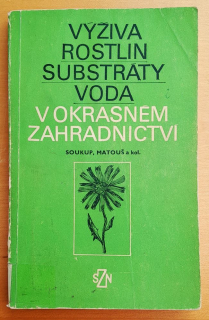 VÝŽIVA
ROSTLIN
SUBSTRÁTY
VODA
V OKRASNÉM
ZAHRADNICTVÍ
SOUKUP, MATOUŠ a kol.
SZN